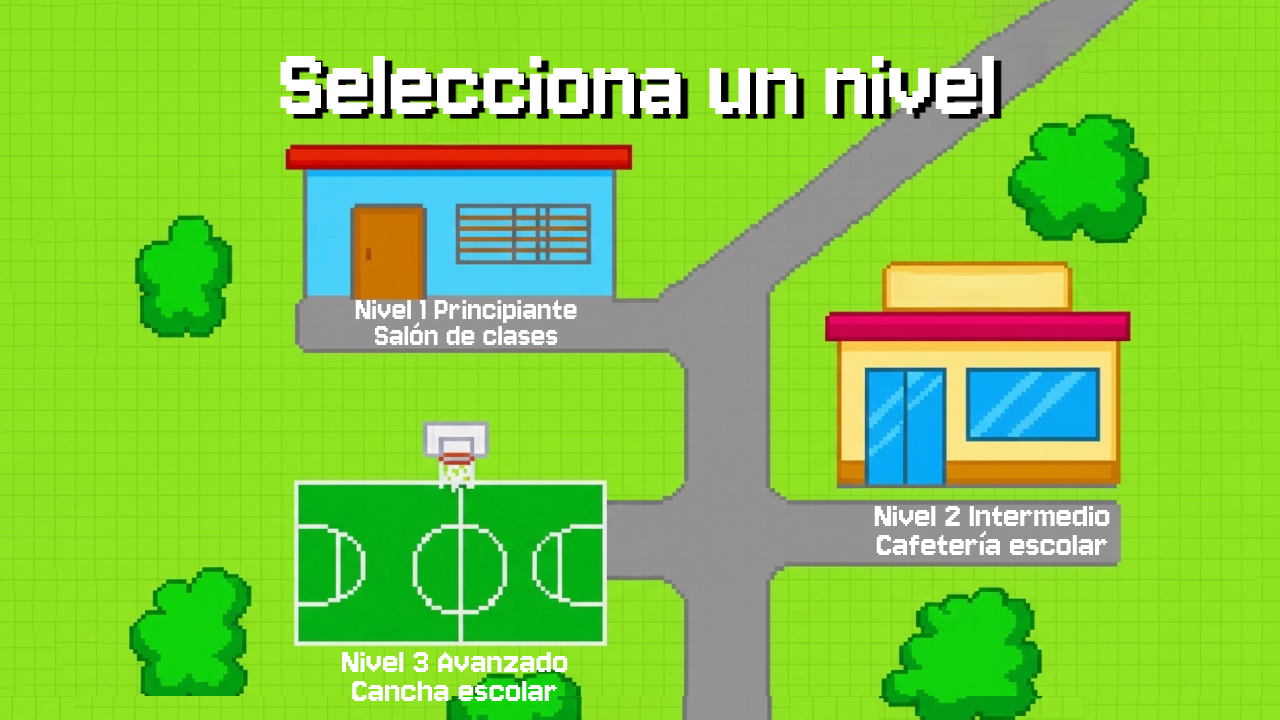 Selecciona un nivel
Nivel 1 Principiante
Salón de clases
Nivel 2 Intermedio
Cafetería escolar
Nivel 3 Avanzado
Cancha escolar